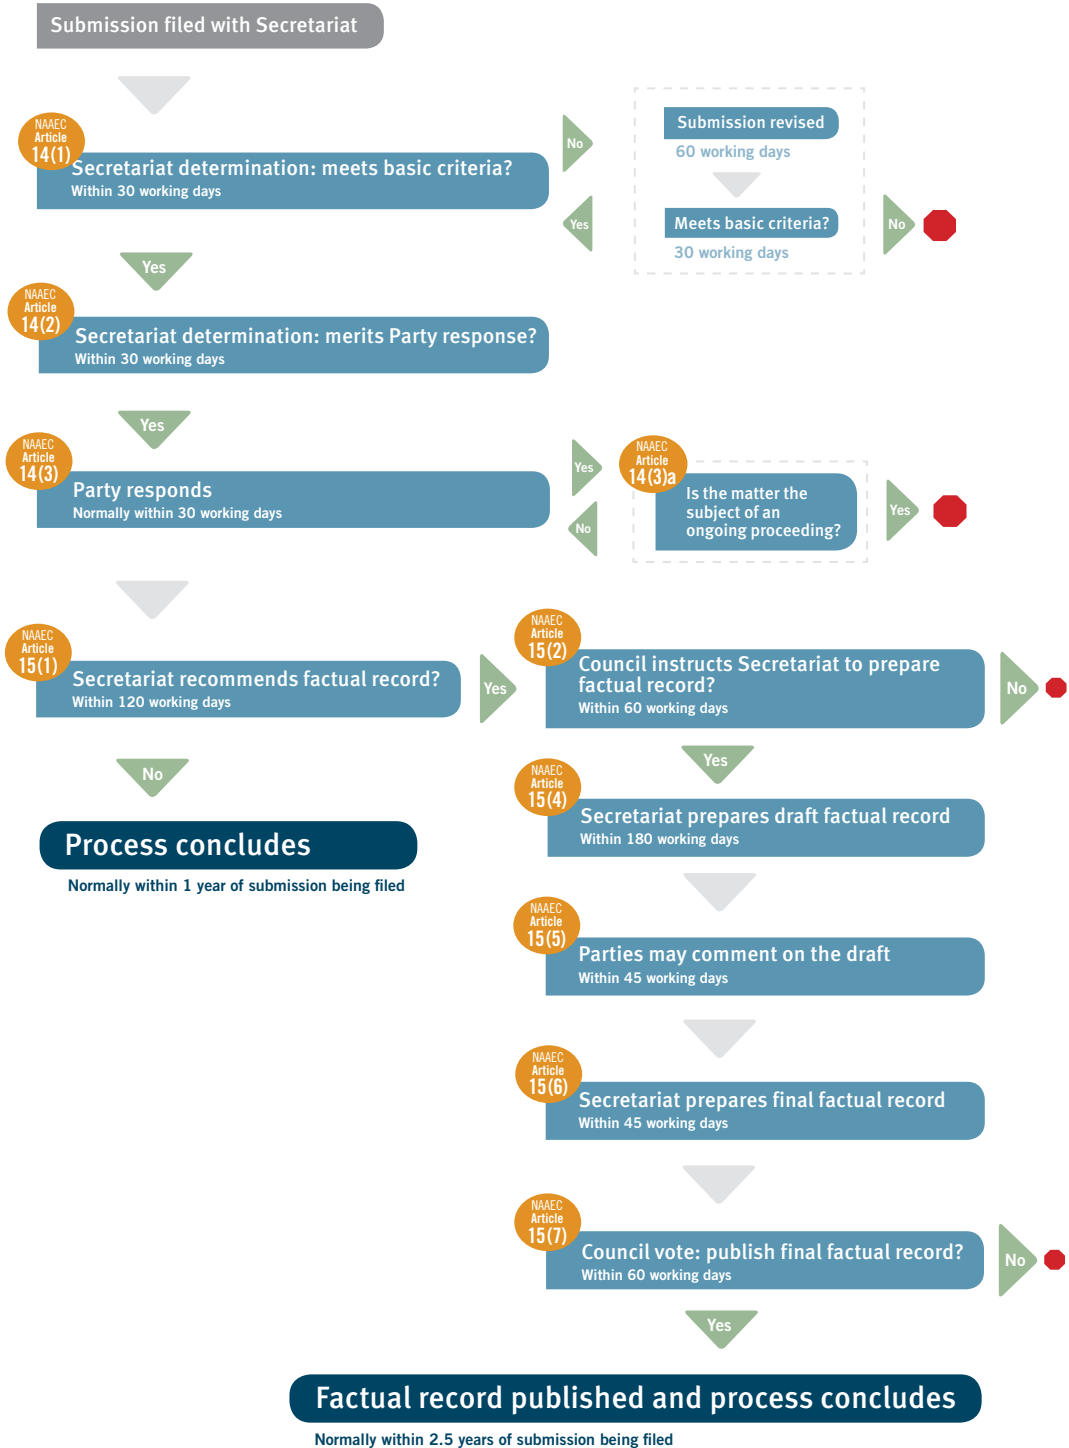 Submission filed with Secretariat
NAAEC
Article
14(1)
Secretariat determination: meets basic criteria?
Within 30 working days
No
Yes
Submission revised
60 working days
Meets basic criteria?
30 working days
No
Yes
NAAEC
Article
14(2)
Secretariat determination: merits Party response?
Within 30 working days
Yes
NAAEC
Article
14(3)
Party responds
Normally within 30 working days
Yes
No
NAAEC
Article
14(3)a
Is the matter the
subject of an
ongoing proceeding?
Yes
NAAEC
Article
15(1)
Secretariat recommends factual record?
Within 120 working days
Yes
No
Process concludes
Normally within 1 year of submission being filed
NAAEC
Article
15(2)
Council instructs Secretariat to prepare
factual record?
Within 60 working days
No
Yes
NAAEC
Article
15(4)
Secretariat prepares draft factual record
Within 180 working days
NAAEC
Article
15(5)
Parties may comment on the draft
Within 45 working days
NAAEC
Article
15(6)
Secretariat prepares final factual record
Within 45 working days
NAAEC
Article
15(7)
Council vote: publish final factual record?
Within 60 working days
No
Yes
Factual record published and process concludes
Normally within 2.5 years of submission being filed